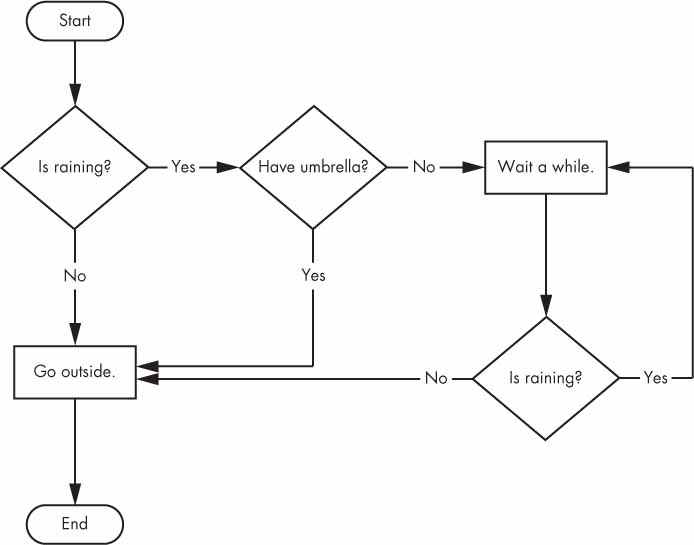 Start
Is raining?
Yes
Have umbrella?
No
Wait a while.
No
Yes
Go outside.
No
Is raining?
Yes
End